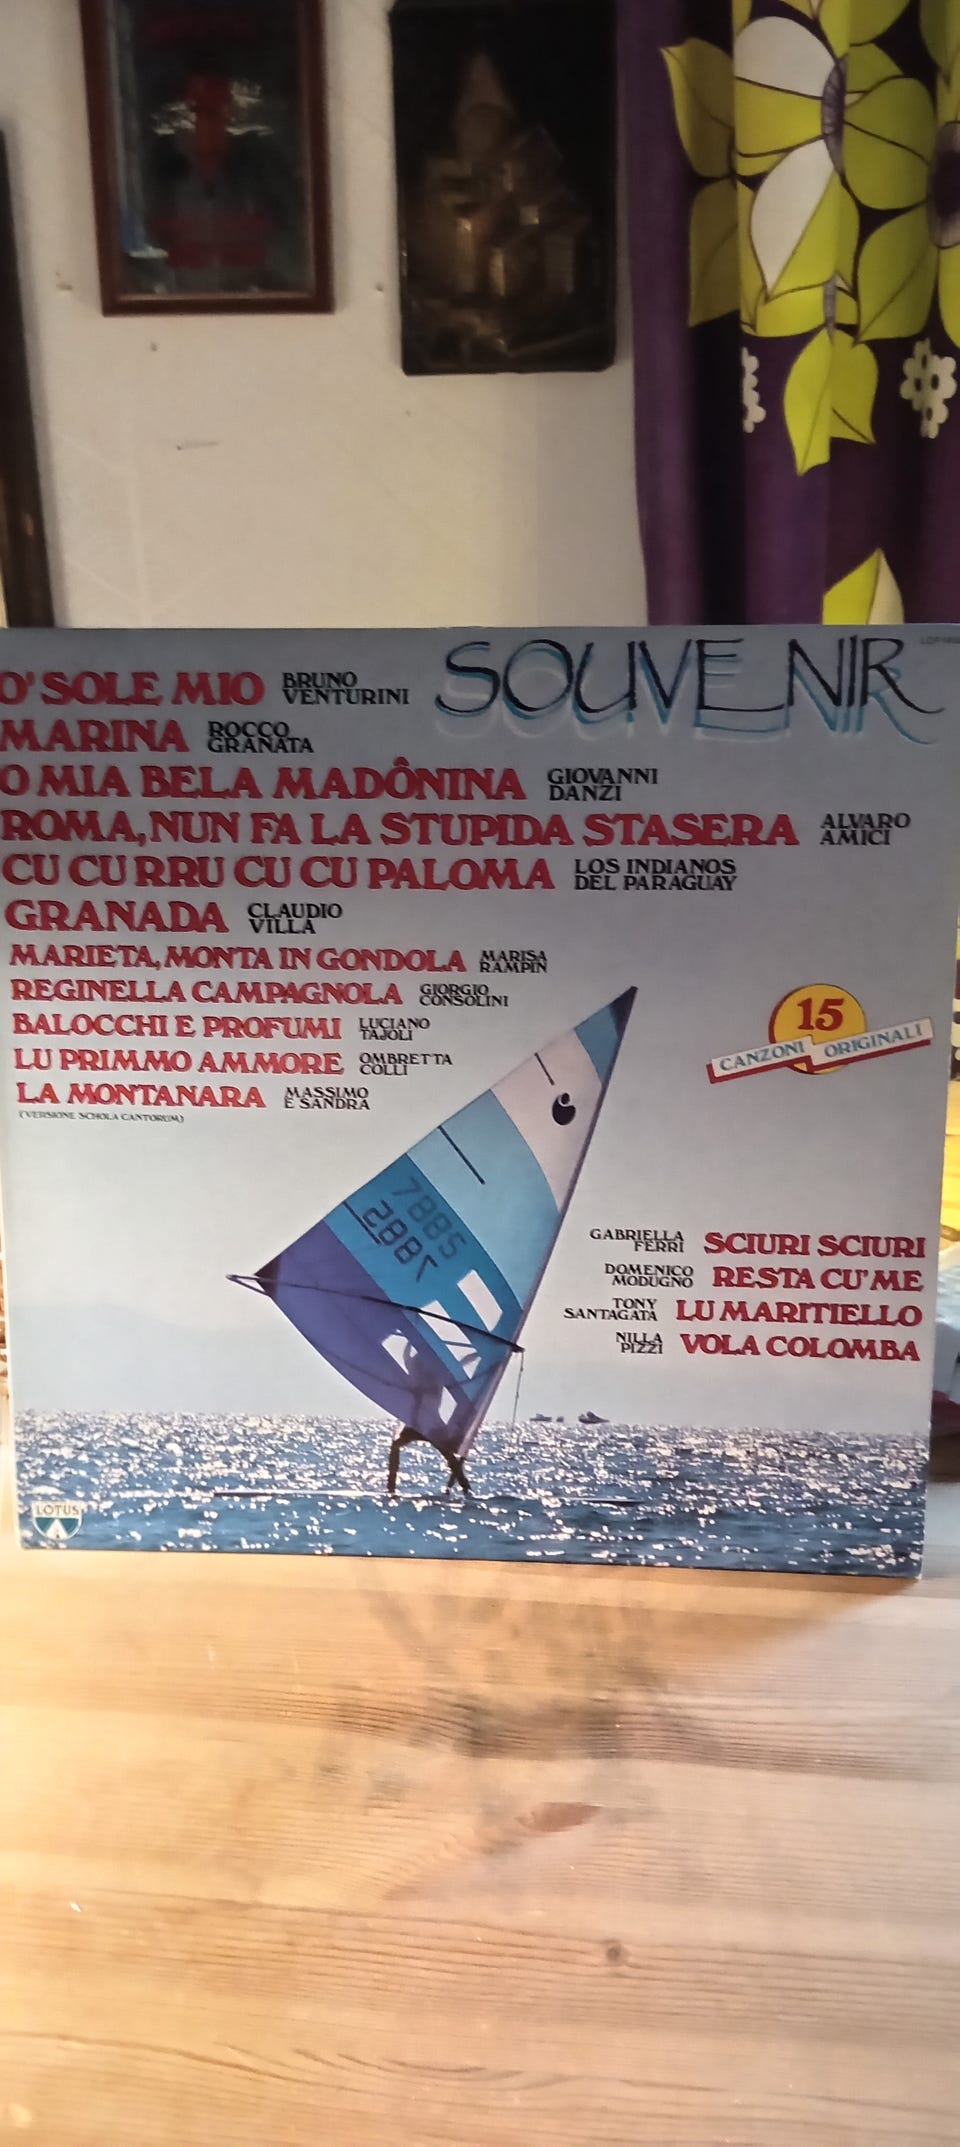 SOUVENIR
O' SOLE MIO BRUNO VENTURINI
MARINA ROCCO GRANATA
O MIA BELA MADÔNINA GIOVANNI DANZI
ROMA, NUN FA LA STUPIDA STASERA ALVARO AMICI
CU CU RRU CU CU PALOMA LOS INDIANOS DEL PARAGUAY
GRANADA CLAUDIO VILLA
MARIETA, MONTA IN GONDOLA MARISA RAMPIN
REGINELLA CAMPAGNOLA GIORGIO CONSOLINI
BALOCCHI E PROFUMI LUCIANO TAJOLI
LU PRIMMO AMMORE OMBRETTA COLLI
LA MONTANARA MASSIMO E SANDRA
(VERSIONE SCHOLA CANTORUM)
15
CANZONI ORIGINALI
7885
7885
GABRIELLA FERRI SCIURI SCIURI
DOMENICO MODUGNO RESTA CU' ME
TONY SANTAGATA LU MARITIELLO
NILLA PIZZI VOLA COLOMBA
LOTUS